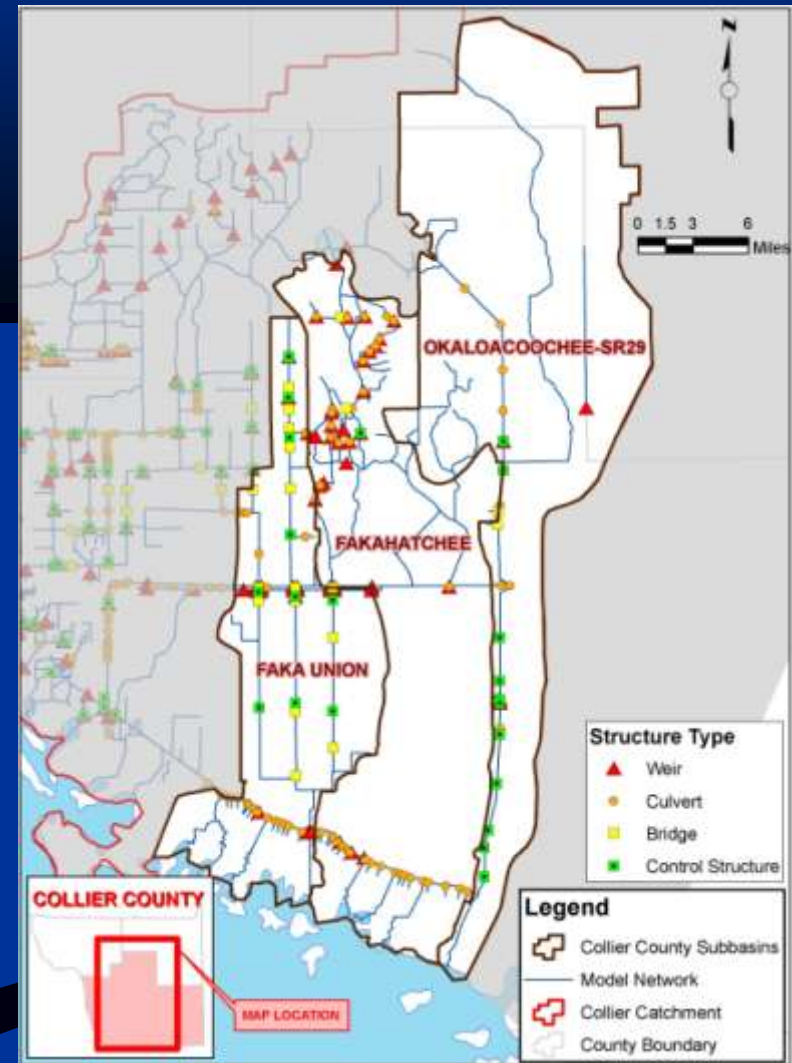 N
0 1.5 3 6
Miles
OKALOACOOCHEE-SR29
FAKAHATCHEE
FAKA UNION
Structure Type
Weir
Culvert
Bridge
Control Structure
COLLIER COUNTY
MAP LOCATION
Legend
Collier County Subbasins
Model Network
Collier Catchment
County Boundary